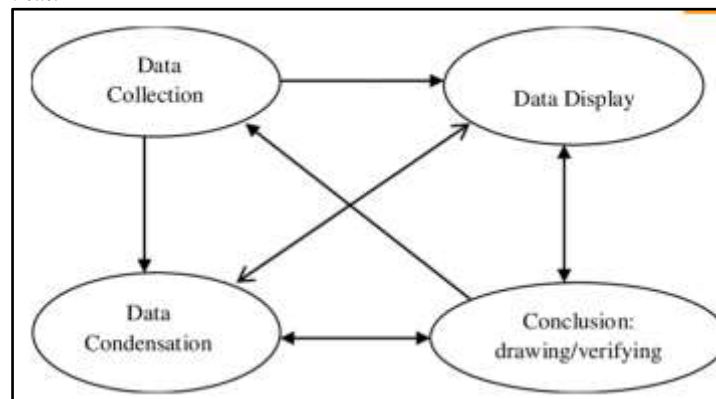 Data
Collection
Data Display
Data
Condensation
Conclusion:
drawing/verifying